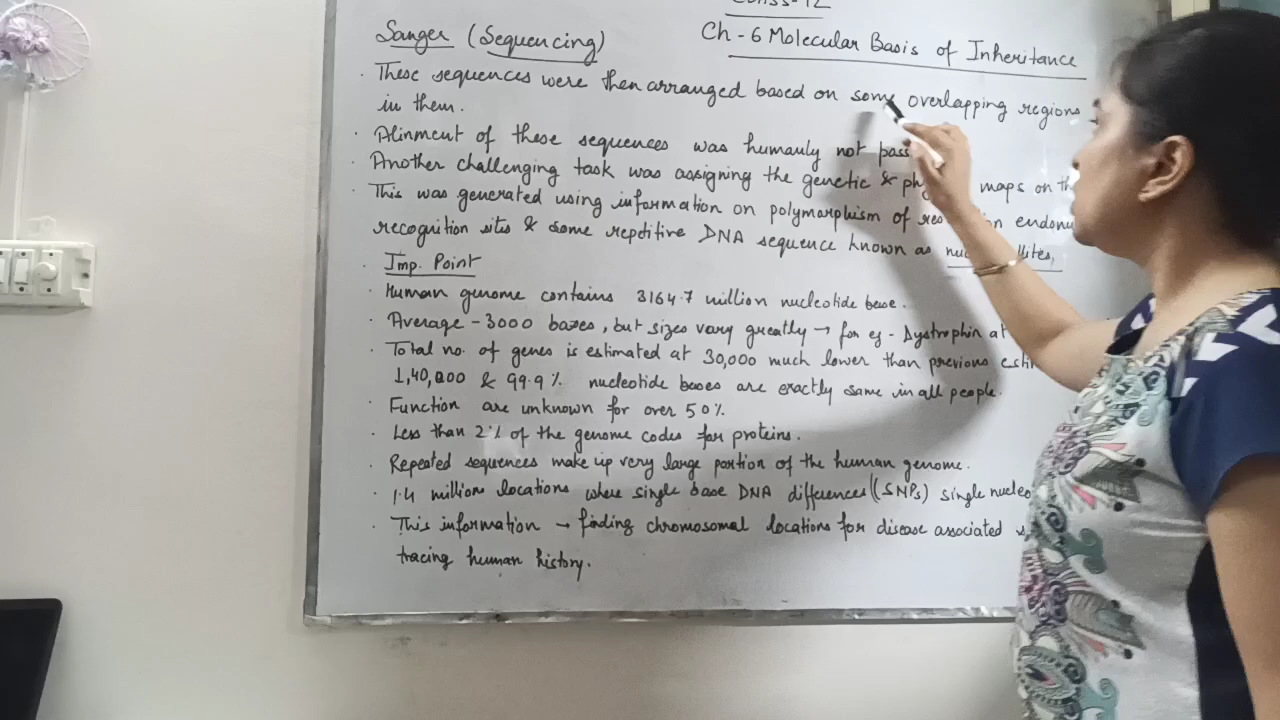 Class-12
Sanger (Sequencing)
Ch - 6 Molecular Basis of Inheritance
These sequences were then arranged based on some overlapping regions
in them.
Alinment of these sequences was humanly not pass
Another challenging task was assigning the genetic & maps on
This was generated using information on polymorphism of
recognition sites & some repetitive DNA sequence known as
Imp. Point
Human genome contains 3164.7 million nucleotide base.
Average - 3000 bases, but sizes vary greatly → for eg - Dystrophin at
Total no. of genes is estimated at 30,000 much lower than previous
1,40,000 & 99.9% nucleotide bases are exactly same in all people.
Function are unknown for over 50%
Less than 2% of the genome codes for proteins.
Repeated sequences make up very large portion of the human genome.
1.4 million locations where single base DNA differences (SNPs) single
This information → finding chromosomal locations for disease associated
tracing human history.